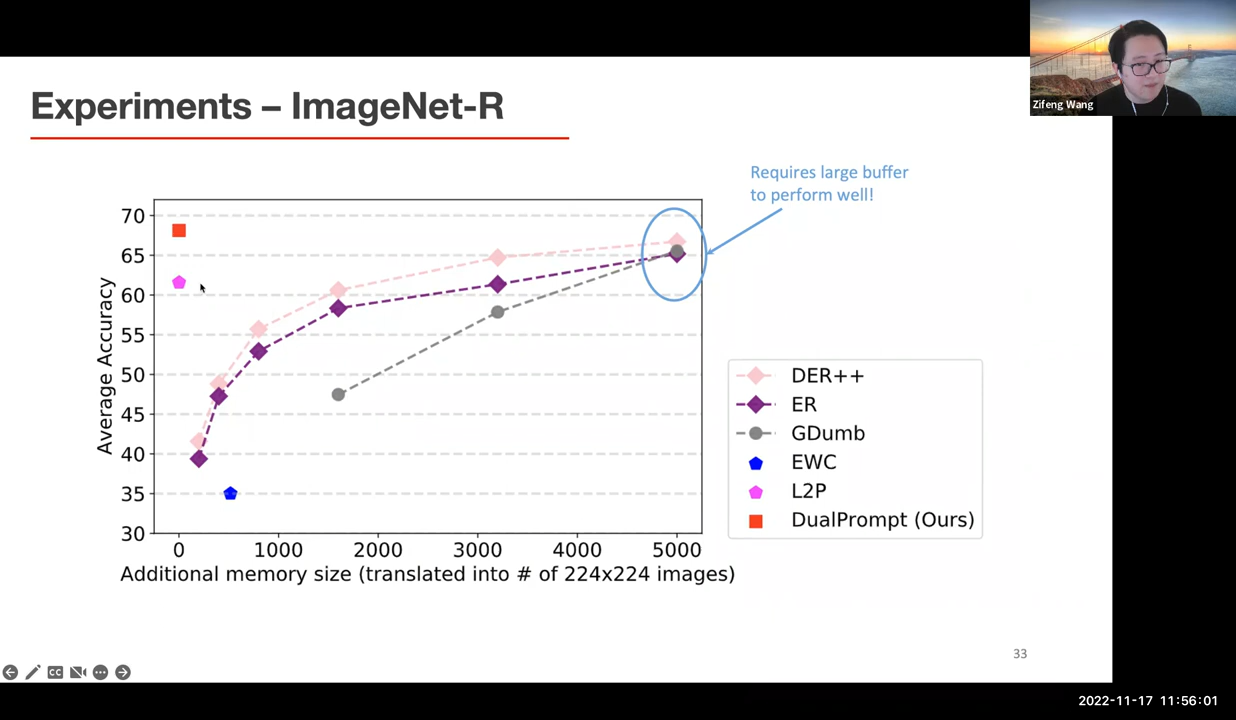 Zifeng Wang
Experiments – ImageNet-R
Requires large buffer
to perform well!
70
65
60
55
50
45
40
35
30
Average Accuracy
0 1000 2000 3000 4000 5000
Additional memory size (translated into # of 224x224 images)
DER++
ER
GDumb
EWC
L2P
DualPrompt (Ours)
33
CC
2022-11-17 11:56:01